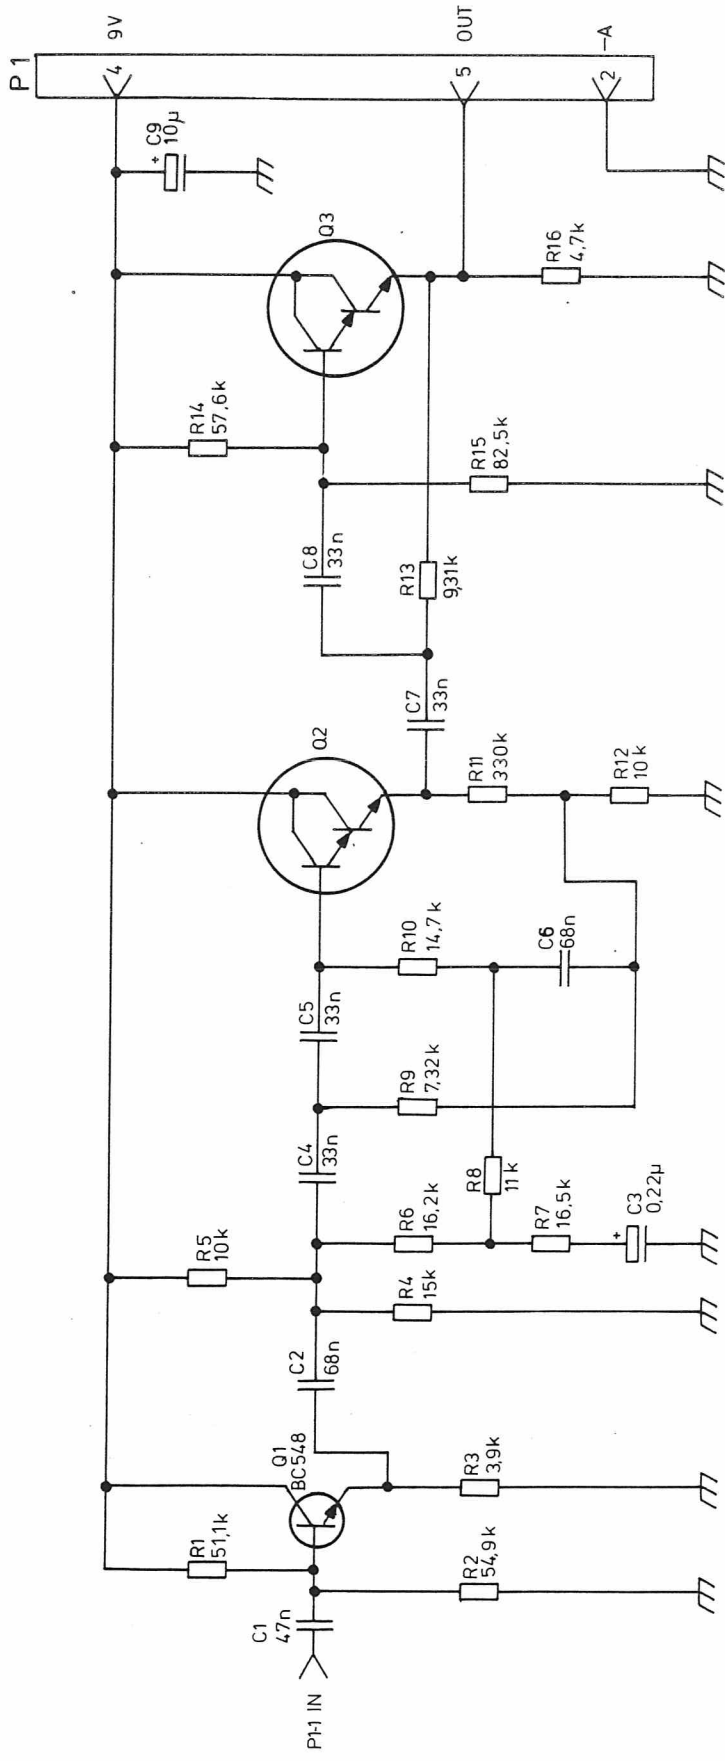 P1
4
9V
5
OUT
2
—A
C9
+
10µ
Q3
R16
4,7k
R14
57,6k
R15
82,5k
C8
33n
R13
9,31k
C7
33n
Q2
R11
330k
R12
10k
R10
14,7k
C6
68n
C5
33n
R9
7,32k
C4
33n
R8
11k
R5
10k
R6
16,2k
R7
16,5k
+
C3
0,22µ
R4
15k
C2
68n
Q1
BC548
R3
3,9k
R1
51,1k
R2
54,9k
C1
47n
P1-1 IN